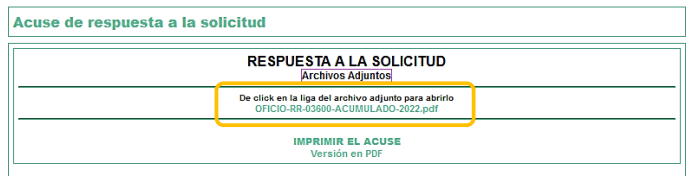 Acuse de respuesta a la solicitud
RESPUESTA A LA SOLICITUD
Archivos Adjuntos
De click en la liga del archivo adjunto para abrirlo
OFICIO-RR-03600-ACUMULADO-2022.pdf
IMPRIMIR EL ACUSE
Versión en PDF